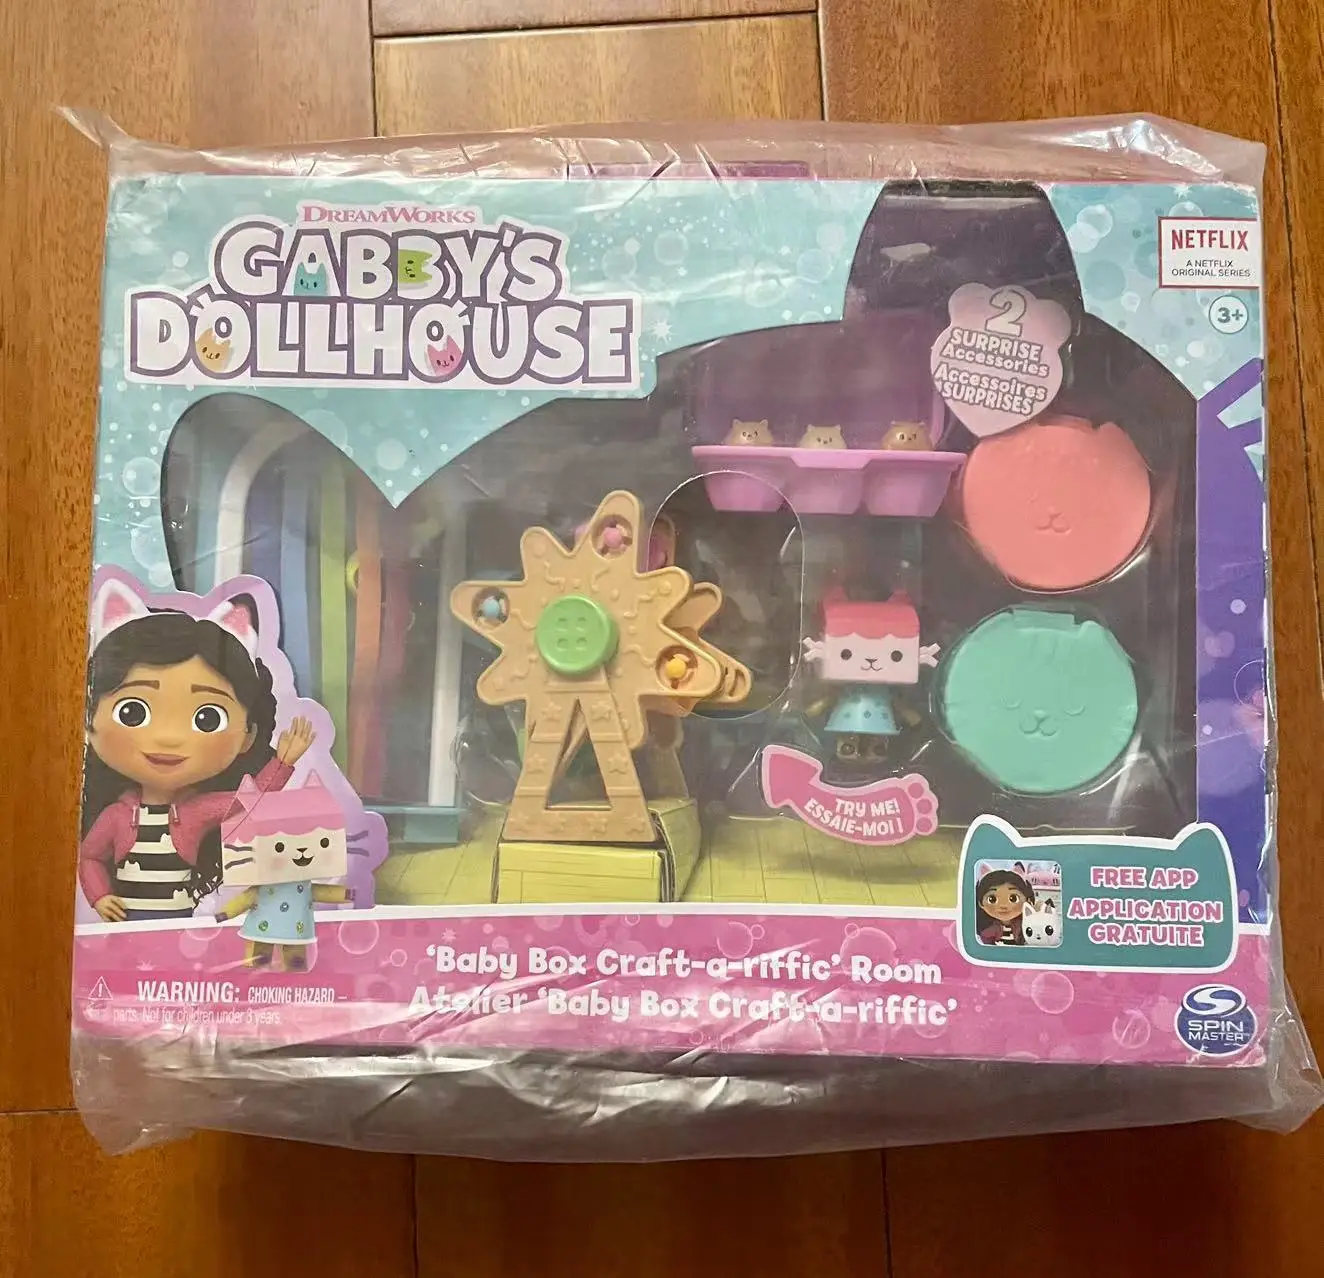 DREAMWORKS
GABBY'S
DOLLHOUSE
NETFLIX
A NETFLIX
ORIGINAL SERIES
3+
2
SURPRISE
Accessories
Accessoires
SURPRISES
TRY ME!
ESSAIE-MOI !
FREE APP
APPLICATION
GRATUITE
'Baby Box Craft-a-riffic' Room
Atelier 'Baby Box Craft-a-riffic'
WARNING: CHOKING HAZARD –
parts. Not for children under 3 years.
SPIN
MASTER